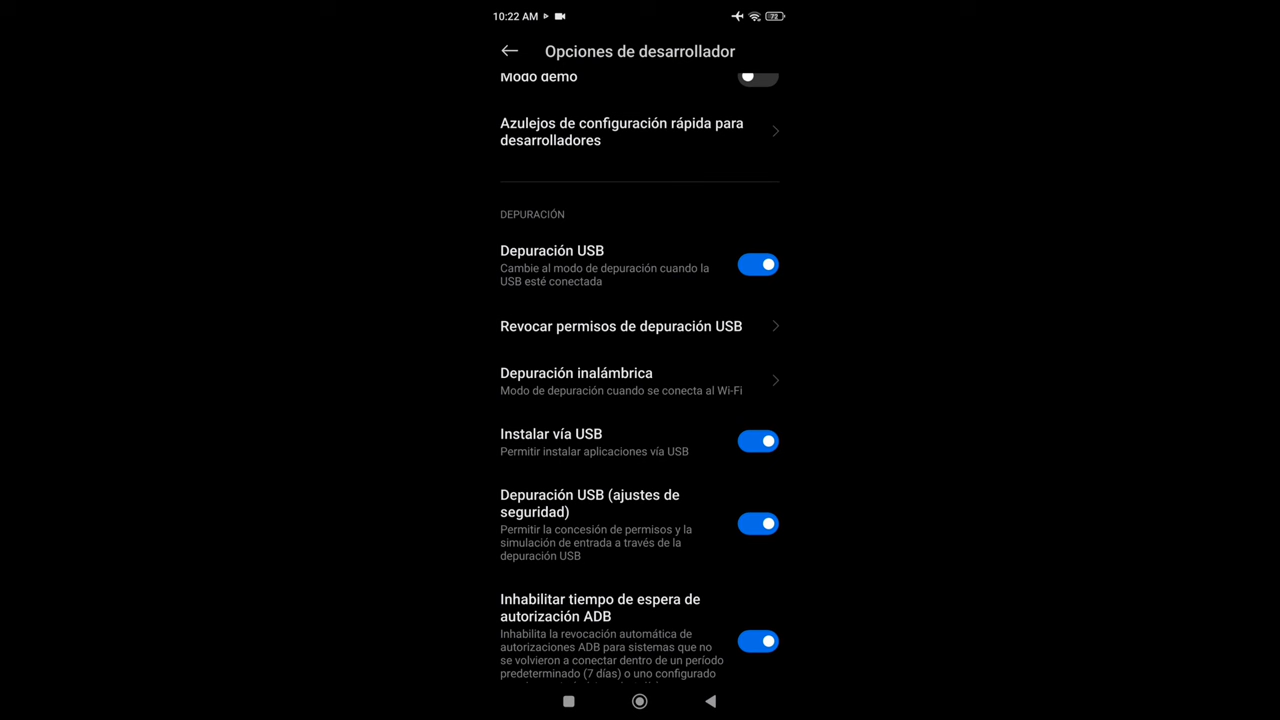 10:22 AM
72
Opciones de desarrollador
Modo demo
Azulejos de configuración rápida para
desarrolladores
DEPURACIÓN
Depuración USB
Cambie al modo de depuración cuando la
USB esté conectada
Revocar permisos de depuración USB
Depuración inalámbrica
Modo de depuración cuando se conecta al Wi-Fi
Instalar vía USB
Permitir instalar aplicaciones vía USB
Depuración USB (ajustes de
seguridad)
Permitir la concesión de permisos y la
simulación de entrada a través de la
depuración USB
Inhabilitar tiempo de espera de
autorización ADB
Inhabilita la revocación automática de
autorizaciones ADB para sistemas que no
se volvieron a conectar dentro de un período
predeterminado (7 días) o uno configurado